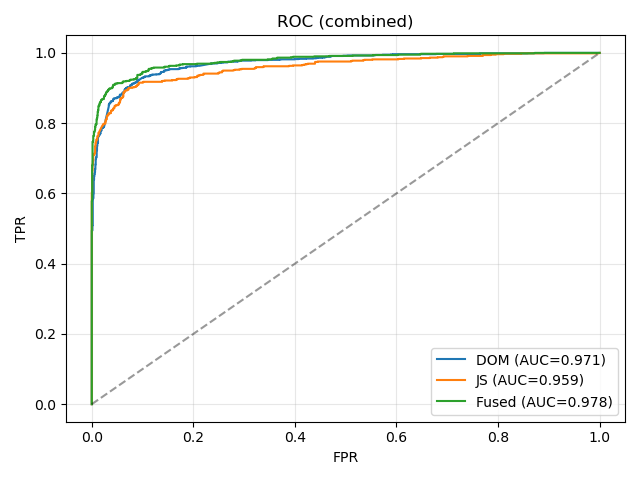 ROC (combined)
1.0
0.8
0.6
0.4
0.2
0.0
TPR
0.0 0.2 0.4 0.6 0.8 1.0
FPR
DOM (AUC=0.971)
JS (AUC=0.959)
Fused (AUC=0.978)